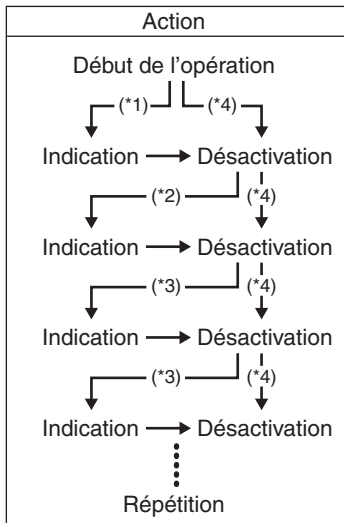 Action
Début de l'opération
(*1) (*4)
Indication Désactivation
(*2) (*4)
Indication Désactivation
(*3) (*4)
Indication Désactivation
(*3) (*4)
Indication Désactivation
Répétition